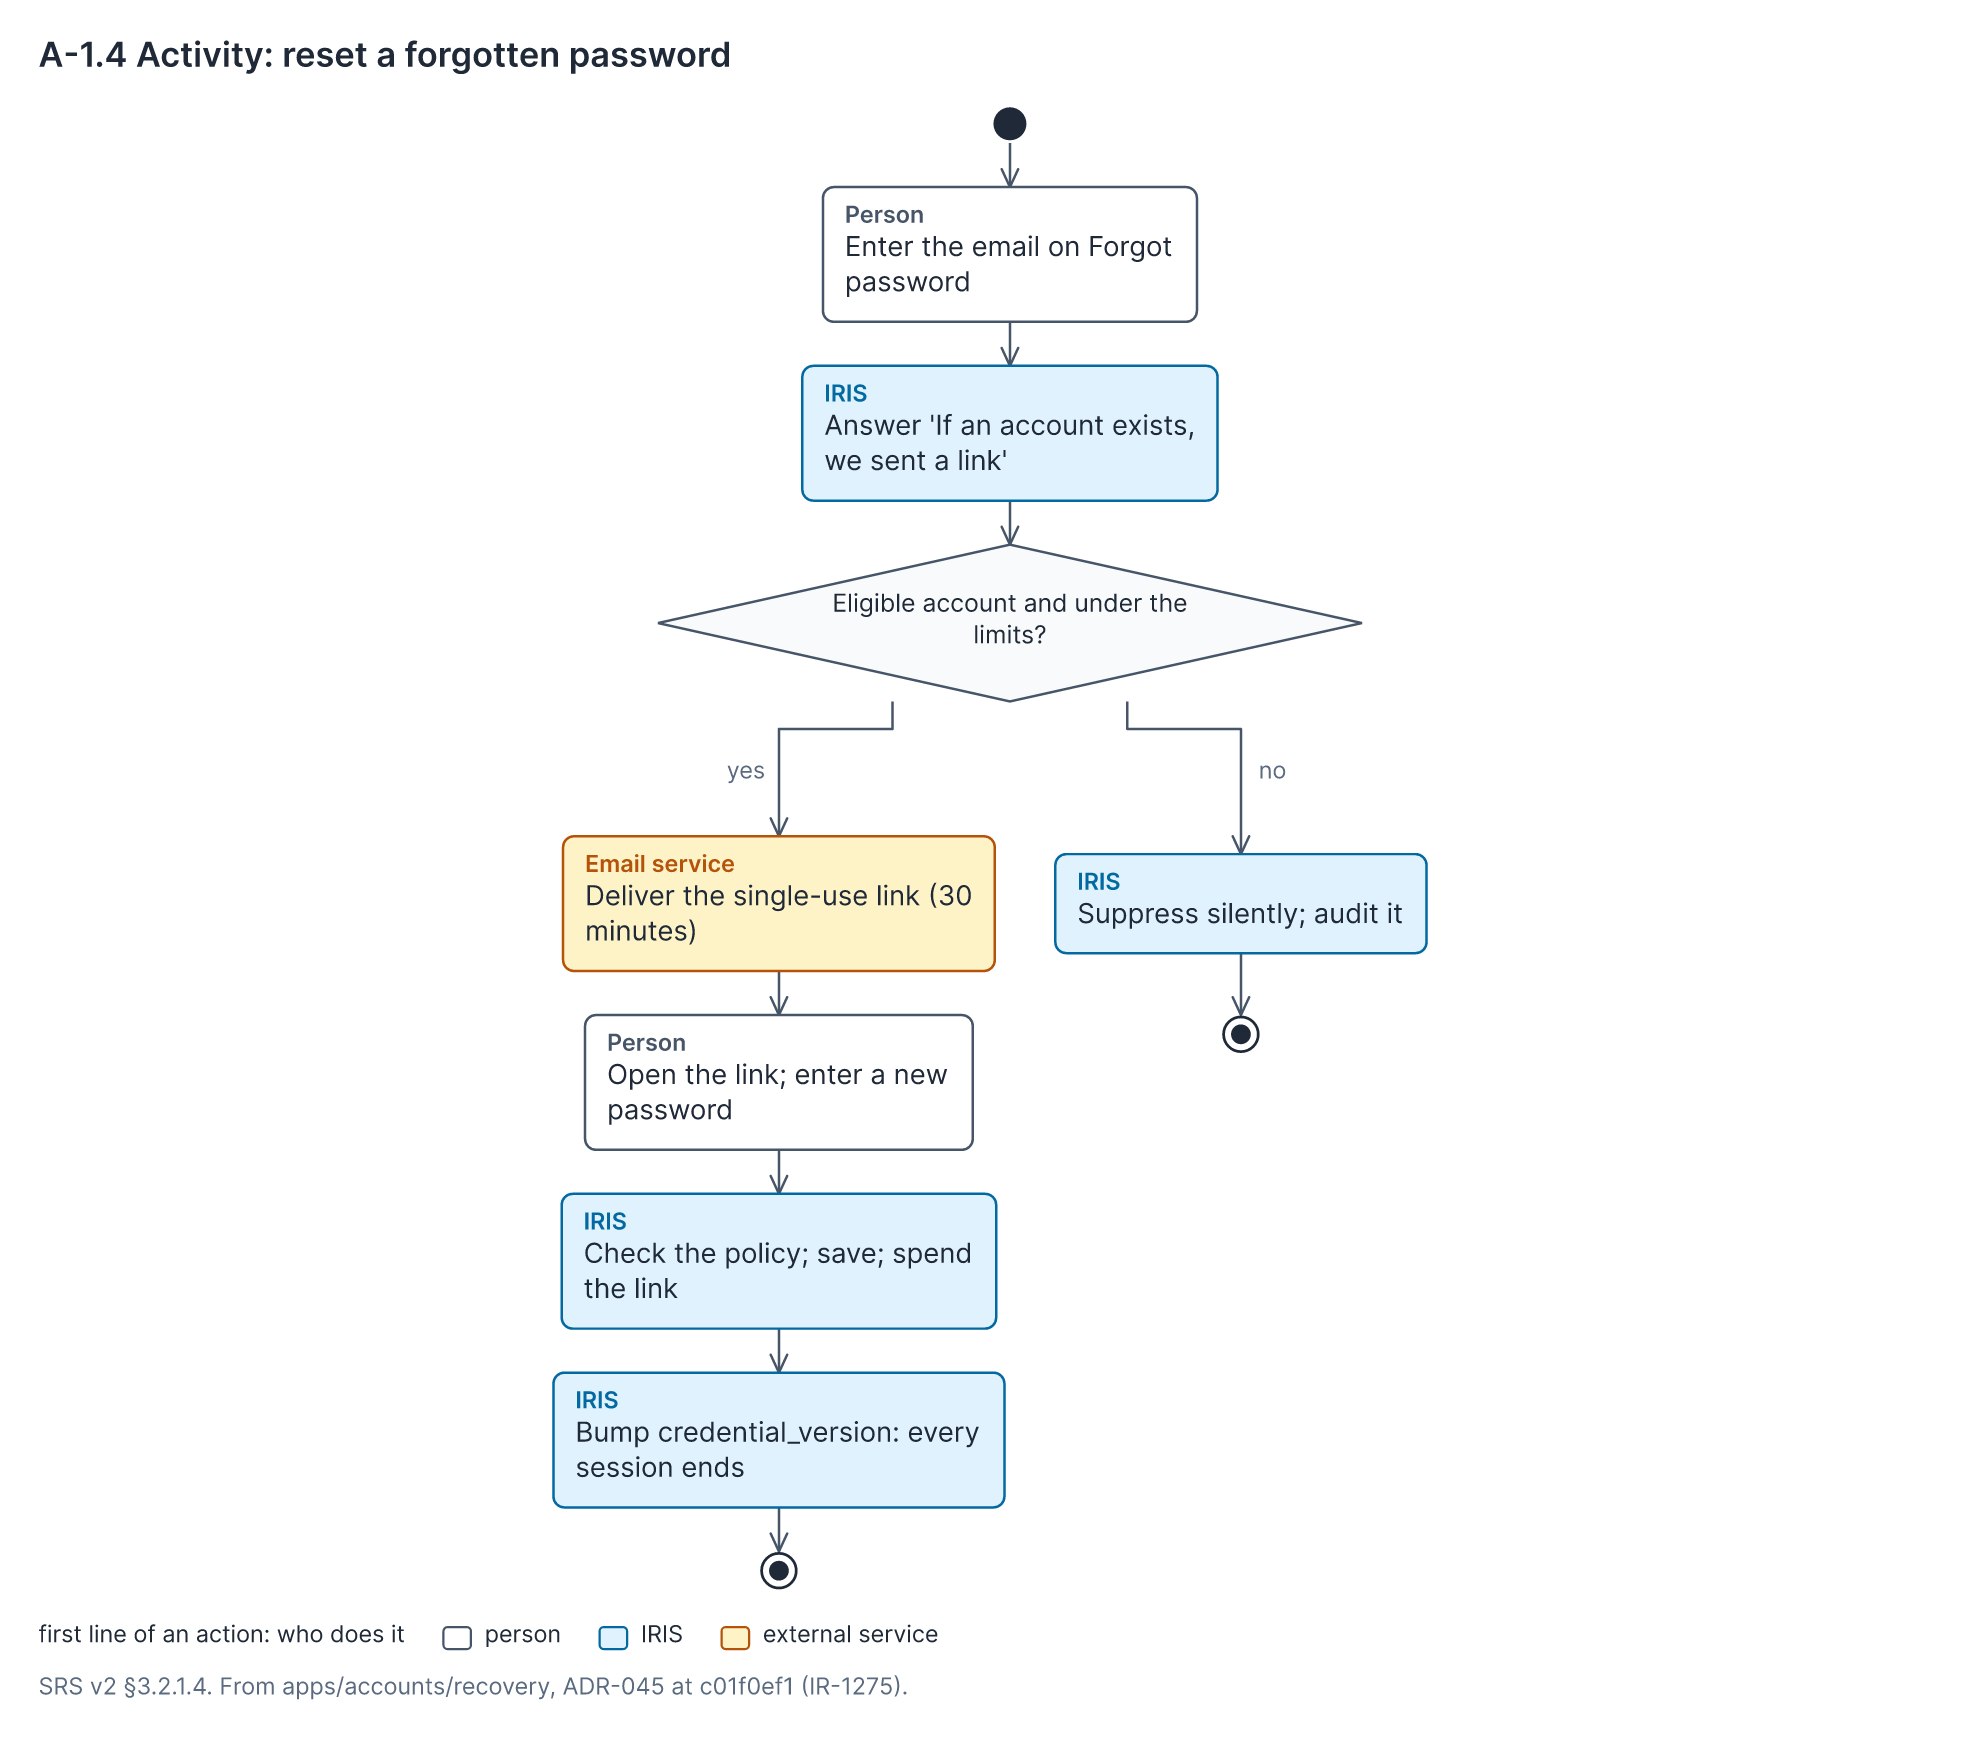 A-1.4 Activity: reset a forgotten password
Person
Enter the email on Forgot
password
IRIS
Answer 'If an account exists,
we sent a link'
Eligible account and under the
limits?
yes
no
Email service
Deliver the single-use link (30
minutes)
IRIS
Suppress silently; audit it
Person
Open the link; enter a new
password
IRIS
Check the policy; save; spend
the link
IRIS
Bump credential_version: every
session ends
first line of an action: who does it
person
IRIS
external service
SRS v2 §3.2.1.4. From apps/accounts/recovery, ADR-045 at c01f0ef1 (IR-1275).